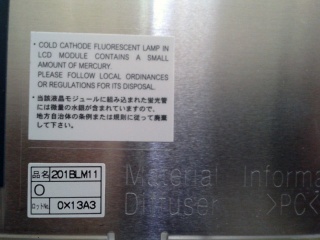 ・COLD CATHODE FLUORESCENT LAMP IN
LCD MODULE CONTAINS A SMALL
AMOUNT OF MERCURY.
PLEASE FOLLOW LOCAL ORDINANCES
OR REGULATIONS FOR ITS DISPOSAL.
・当該液晶モジュールに組み込まれた蛍光管
には微量の水銀が含まれていますので、
地方自治体の条例または規則に従って廃棄
して下さい。
品名 201BLM11
○
ロットNo. 0X13A3
Material Informa
Diffuser >PC<